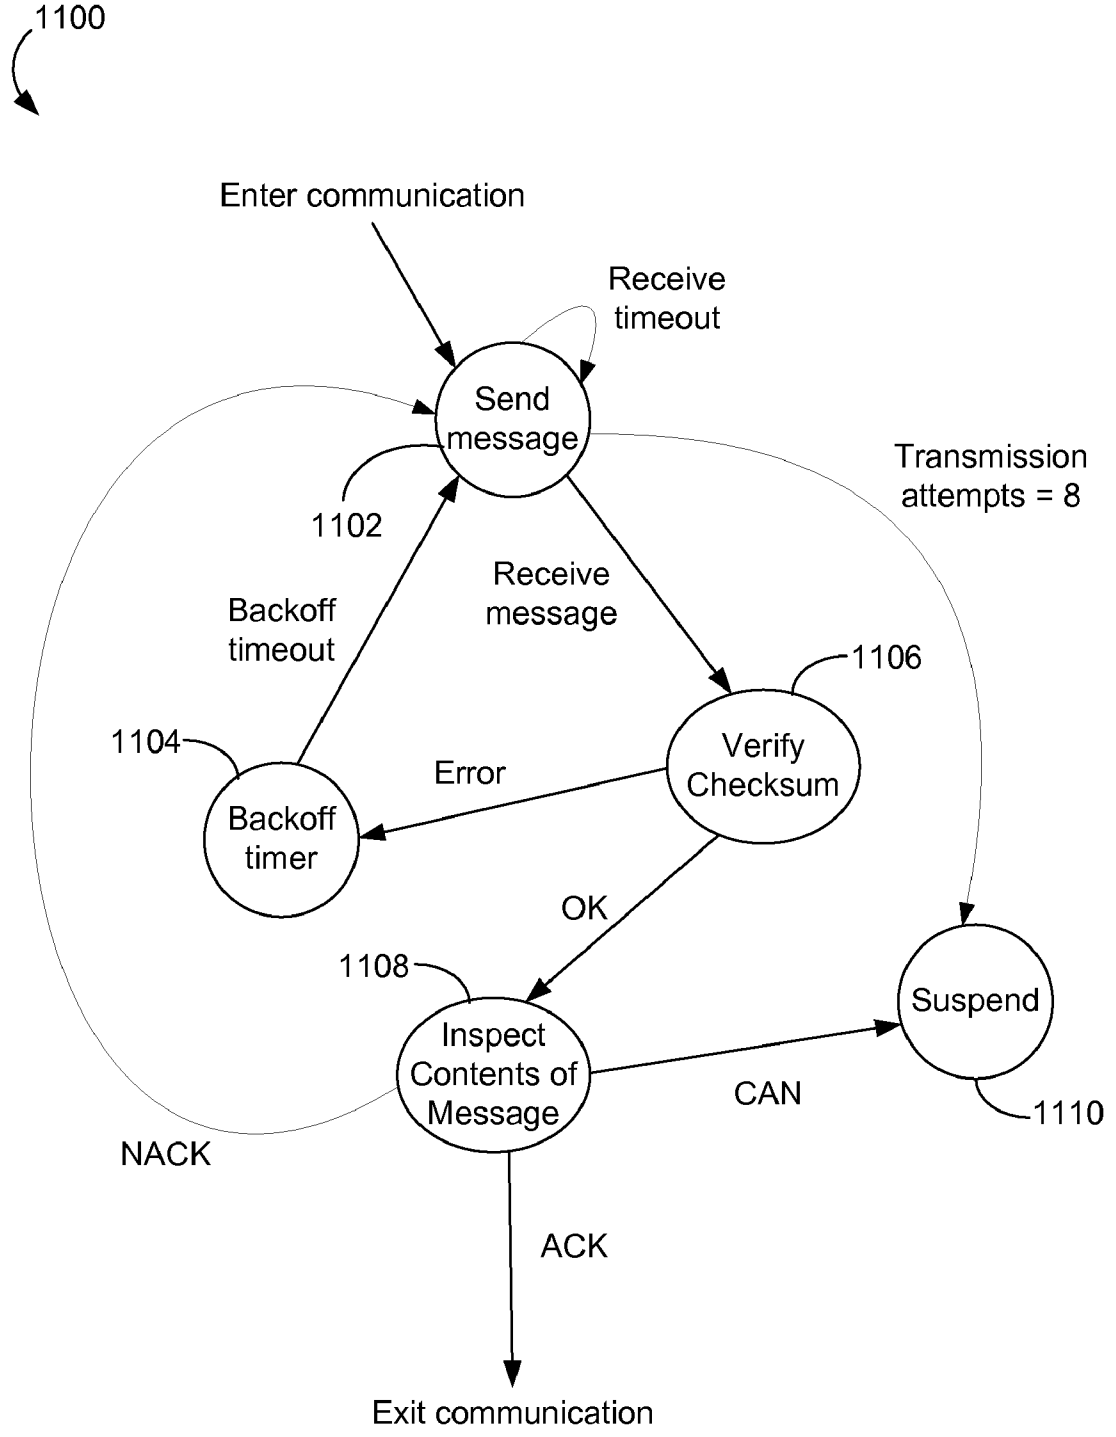 1100
Enter communication
Receive
timeout
Send
message
1102
Transmission
attempts = 8
Receive
message
Backoff
timeout
1106
1104
Verify
Checksum
Error
Backoff
timer
OK
1108
Suspend
Inspect
Contents of
Message
CAN
1110
NACK
ACK
Exit communication